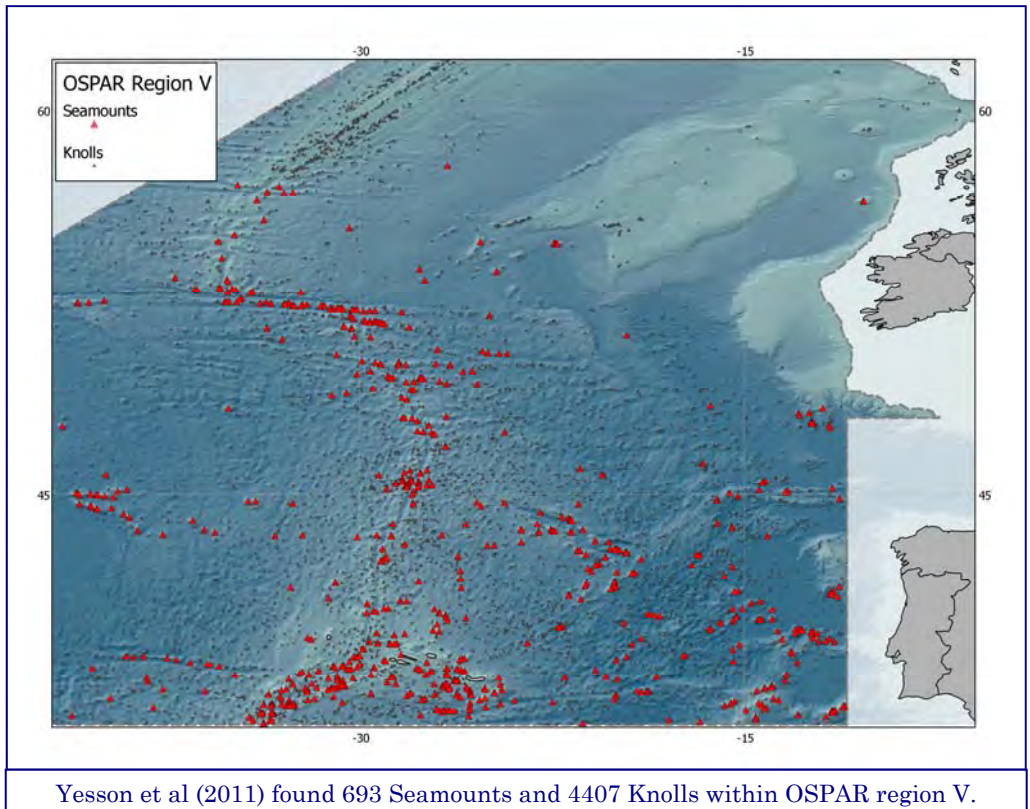 -30 -15
OSPAR Region V
Seamounts
Knolls
60 60
45 45
-30 -15
Yesson et al (2011) found 693 Seamounts and 4407 Knolls within OSPAR region V.